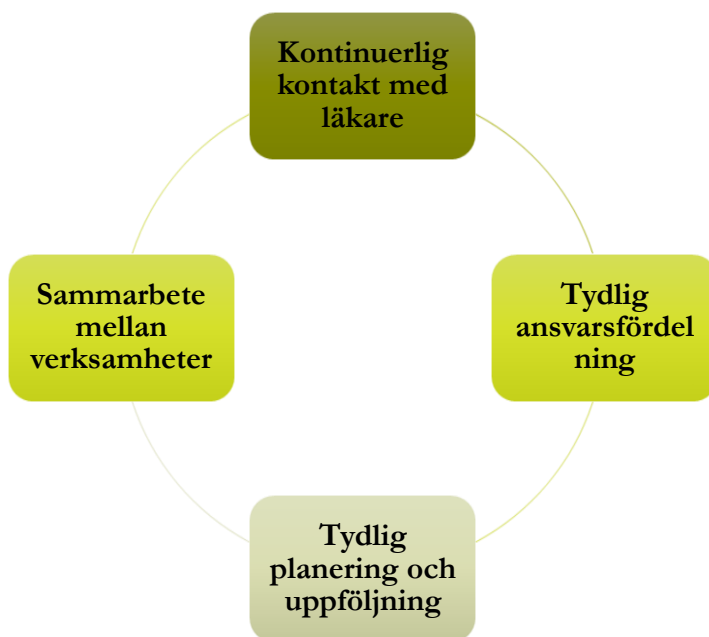 Kontinuerlig
kontakt med
läkare
Sammarbete
mellan
verksamheter
Tydlig
ansvarsfördel
ning
Tydlig
planering och
uppföljning